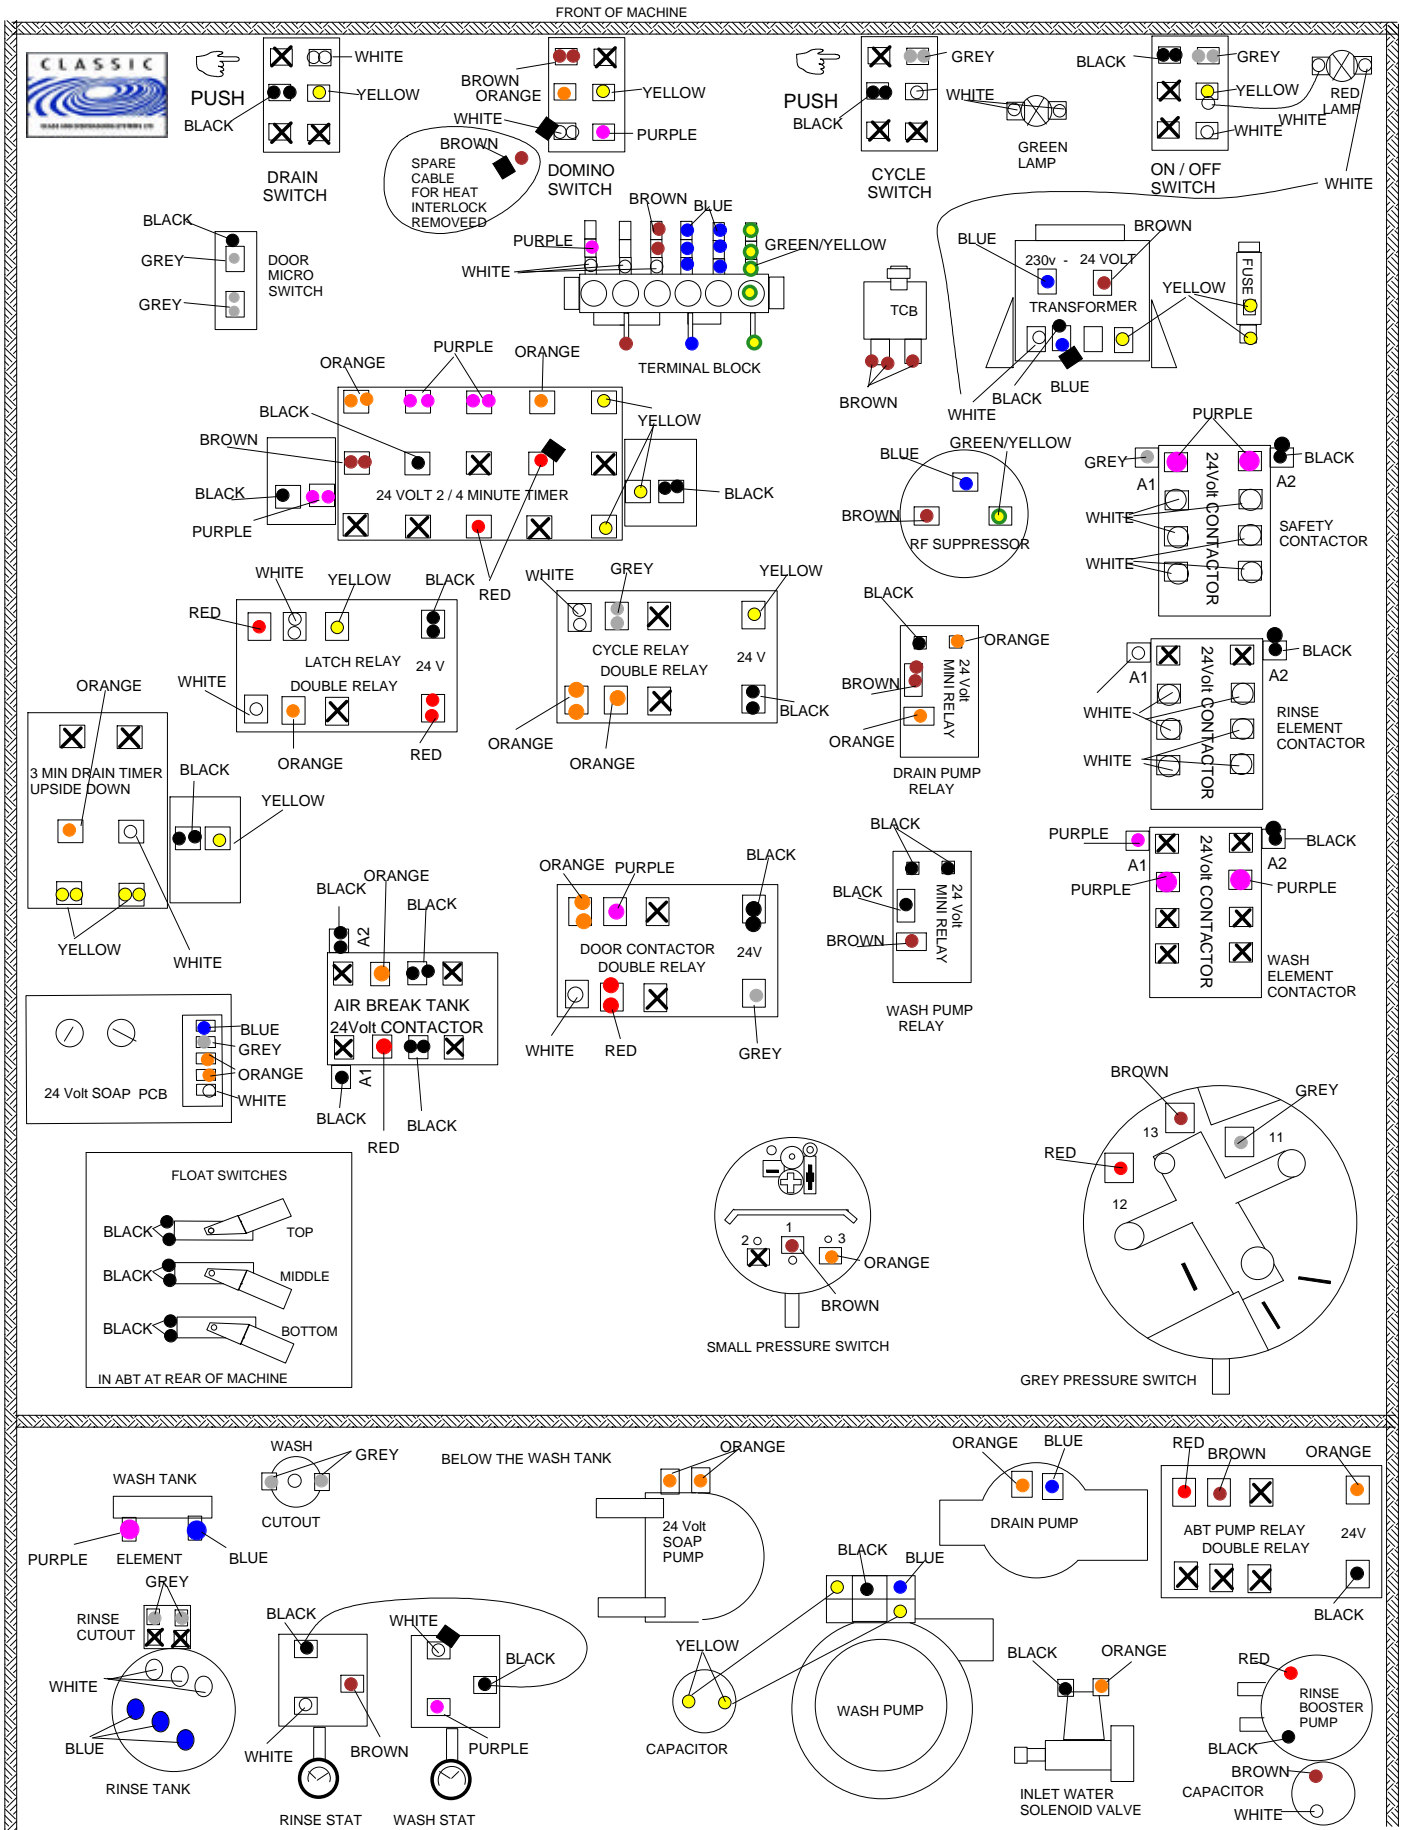 FRONT OF MACHINE
CLASSIC
PUSH
BLACK
WHITE
YELLOW
DRAIN
SWITCH
BROWN
ORANGE
WHITE
YELLOW
PURPLE
DOMINO
SWITCH
BROWN
SPARE
CABLE
FOR HEAT
INTERLOCK
REMOVEED
PUSH
BLACK
GREY
WHITE
CYCLE
SWITCH
GREEN
LAMP
BLACK
GREY
YELLOW
WHITE
WHITE
RED
LAMP
ON / OFF
SWITCH
WHITE
BLACK
GREY
GREY
DOOR
MICRO
SWITCH
BROWN
BLUE
PURPLE
WHITE
GREEN/YELLOW
TERMINAL BLOCK
TCB
BROWN
BLUE
BROWN
230v - 24 VOLT
TRANSFORMER
YELLOW
FUSE
WHITE
BLACK
BLUE
ORANGE
PURPLE
ORANGE
BLACK
BROWN
YELLOW
BLACK
PURPLE
24 VOLT 2 / 4 MINUTE TIMER
BLACK
RED
BLUE
GREEN/YELLOW
BROWN
RF SUPPRESSOR
PURPLE
GREY
BLACK
A1
A2
WHITE
WHITE
24Volt CONTACTOR
SAFETY
CONTACTOR
WHITE
YELLOW
BLACK
RED
LATCH RELAY
24 V
DOUBLE RELAY
WHITE
ORANGE
RED
WHITE
GREY
YELLOW
CYCLE RELAY
DOUBLE RELAY
24 V
BLACK
ORANGE
ORANGE
BLACK
ORANGE
BROWN
ORANGE
24 Volt
MINI RELAY
DRAIN PUMP
RELAY
BLACK
A1
A2
WHITE
WHITE
24Volt CONTACTOR
RINSE
ELEMENT
CONTACTOR
ORANGE
3 MIN DRAIN TIMER
UPSIDE DOWN
BLACK
YELLOW
YELLOW
WHITE
BLACK
ORANGE
BLACK
A2
AIR BREAK TANK
24Volt CONTACTOR
A1
BLACK
BLACK
RED
ORANGE
PURPLE
BLACK
DOOR CONTACTOR
DOUBLE RELAY
24V
WHITE
RED
GREY
BLACK
BLACK
BROWN
24 Volt
MINI RELAY
WASH PUMP
RELAY
PURPLE
BLACK
A1
A2
PURPLE
PURPLE
24Volt CONTACTOR
WASH
ELEMENT
CONTACTOR
BLUE
GREY
ORANGE
WHITE
24 Volt SOAP PCB
FLOAT SWITCHES
BLACK
TOP
BLACK
MIDDLE
BLACK
BOTTOM
IN ABT AT REAR OF MACHINE
1
2
3
ORANGE
BROWN
SMALL PRESSURE SWITCH
BROWN
GREY
RED
13
11
12
GREY PRESSURE SWITCH
BELOW THE WASH TANK
WASH TANK
PURPLE
ELEMENT
BLUE
WASH
GREY
CUTOUT
GREY
RINSE
CUTOUT
WHITE
BLUE
RINSE TANK
BLACK
WHITE
BROWN
RINSE STAT
WHITE
BLACK
PURPLE
WASH STAT
ORANGE
24 Volt
SOAP
PUMP
YELLOW
CAPACITOR
BLACK
BLUE
WASH PUMP
ORANGE
BLUE
DRAIN PUMP
BLACK
ORANGE
INLET WATER
SOLENOID VALVE
RED
BROWN
ORANGE
ABT PUMP RELAY
DOUBLE RELAY
24V
BLACK
RED
RINSE
BOOSTER
PUMP
BLACK
BROWN
CAPACITOR
WHITE